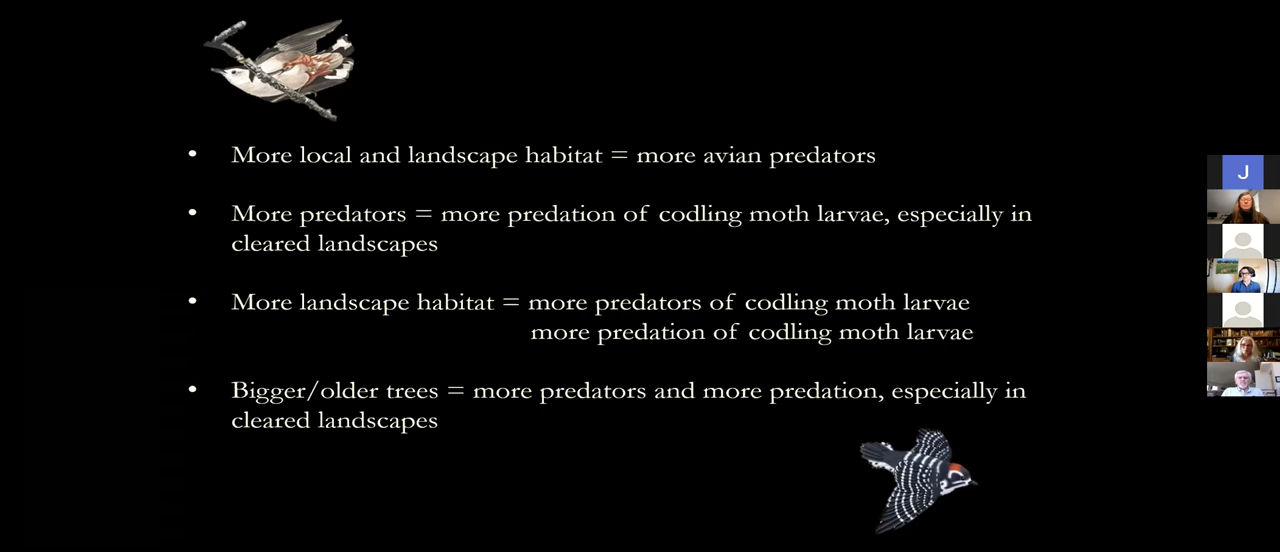 • More local and landscape habitat = more avian predators
• More predators = more predation of codling moth larvae, especially in
cleared landscapes
• More landscape habitat = more predators of codling moth larvae
more predation of codling moth larvae
• Bigger/older trees = more predators and more predation, especially in
cleared landscapes
J